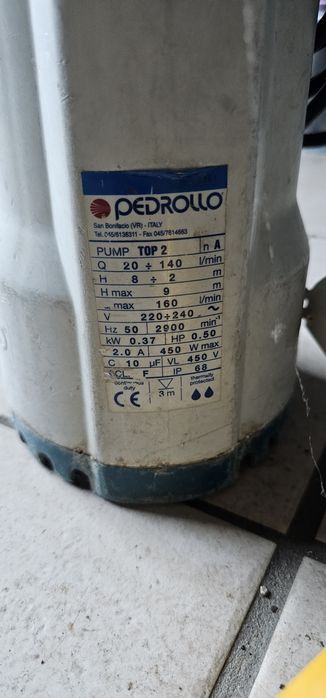 PEDROLLO
San Bonifacio (VR) - ITALY
Tel. 045/6136311 - Fax 045/7614663
PUMP TOP 2 n A
Q 20 ÷ 140 l/min
H 8 ÷ 2 m
H max 9 m
max 160 l/min
V 220÷240 ~
Hz 50 2900 min⁻¹
kW 0.37 HP 0.50
2.0 A 450 W max
C 10 µF VL 450 V
CL. F IP 68
continuous duty 3 m thermally protected
CE